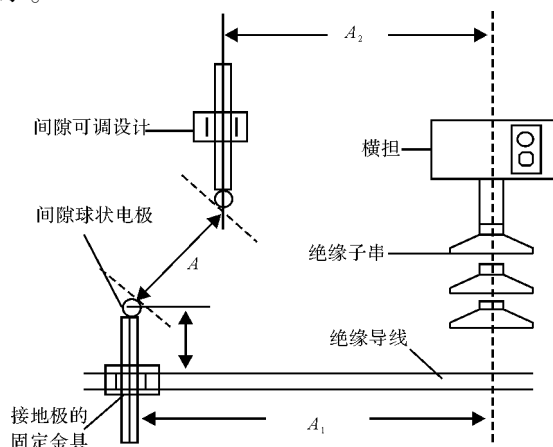 A₂
间隙可调设计
横担
间隙球状电极
绝缘子串
A
绝缘导线
接地极的
固定金具
A₁